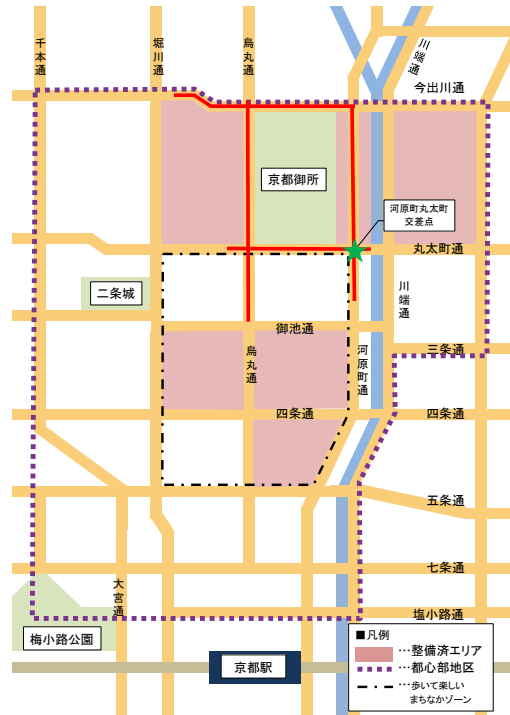 千本通
堀川通
烏丸通
川端通
今出川通
京都御所
河原町丸太町
交差点
丸太町通
二条城
川端通
御池通
烏丸通
河原町通
三条通
四条通
四条通
五条通
七条通
大宮通
塩小路通
梅小路公園
京都駅
■凡例
…整備済エリア
…都心部地区
…歩いて楽しい
まちなかゾーン